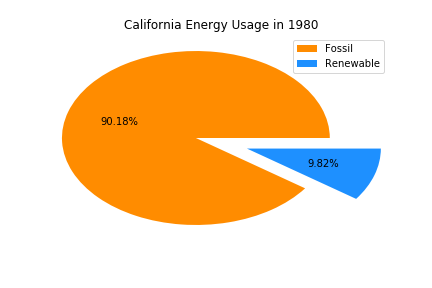 California Energy Usage in 1980
Fossil
Renewable
90.18%
9.82%